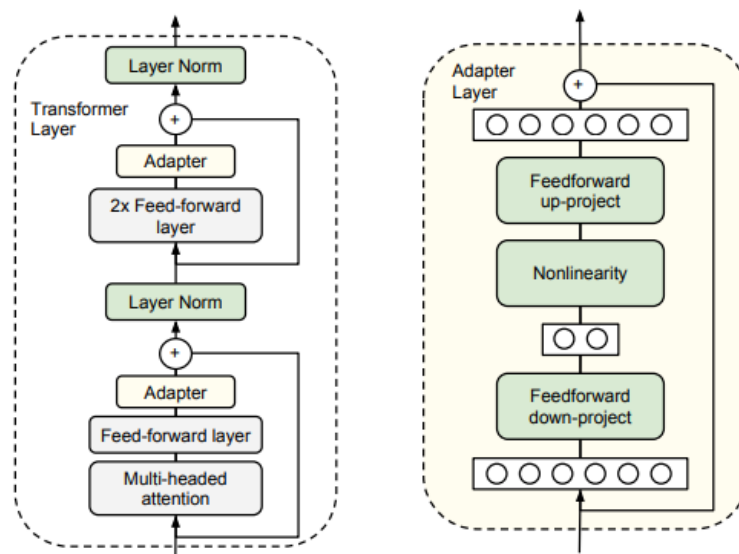 Layer Norm
Transformer
Layer
+
Adapter
2x Feed-forward
layer
Layer Norm
+
Adapter
Feed-forward layer
Multi-headed
attention
Adapter
Layer
+
Feedforward
up-project
Nonlinearity
Feedforward
down-project